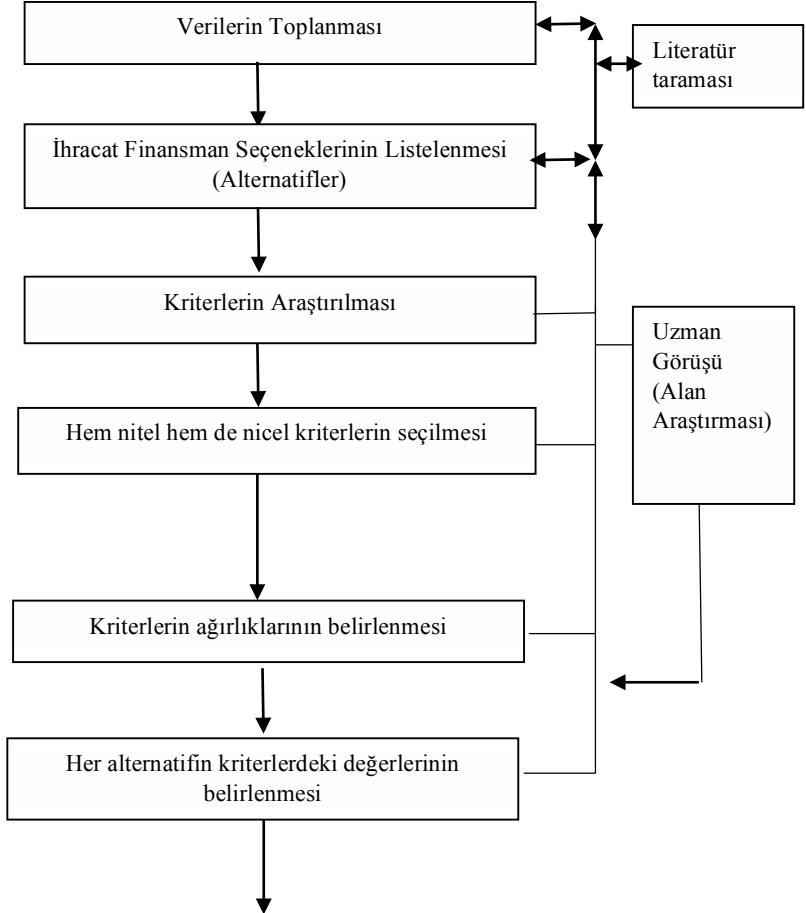 Verilerin Toplanması
Literatür
taraması
İhracat Finansman Seçeneklerinin Listelenmesi
(Alternatifler)
Kriterlerin Araştırılması
Uzman
Görüşü
(Alan
Araştırması)
Hem nitel hem de nicel kriterlerin seçilmesi
Kriterlerin ağırlıklarının belirlenmesi
Her alternatifin kriterlerdeki değerlerinin
belirlenmesi